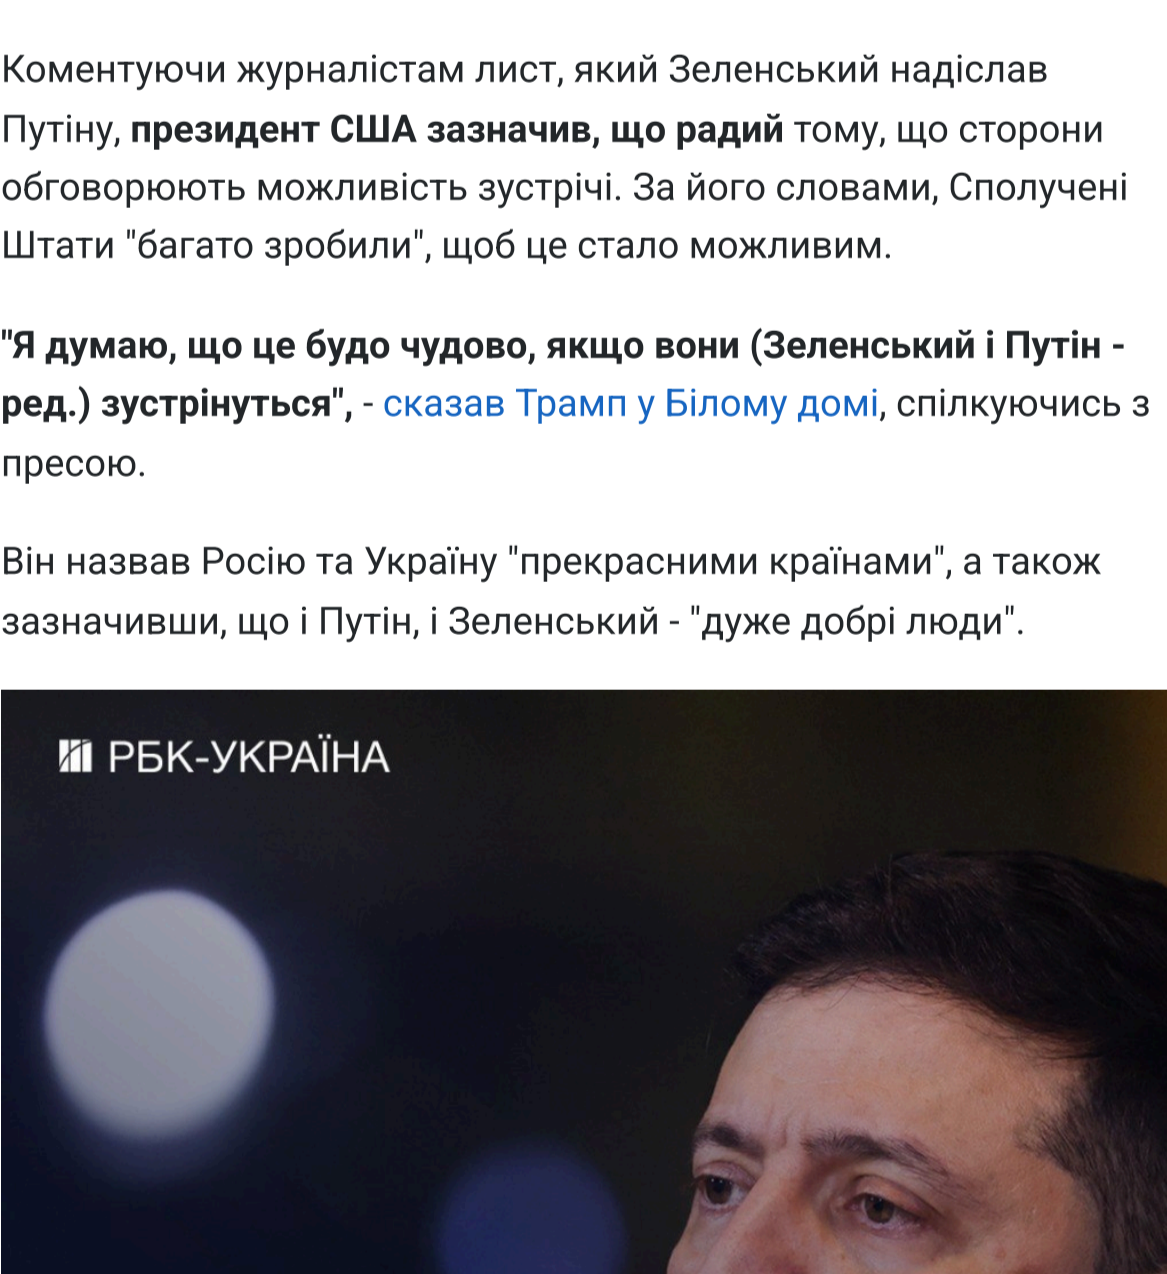 Коментуючи журналістам лист, який Зеленський надіслав
Путіну, президент США зазначив, що радий тому, що сторони
обговорюють можливість зустрічі. За його словами, Сполучені
Штати "багато зробили", щоб це стало можливим.
"Я думаю, що це будо чудово, якщо вони (Зеленський і Путін -
ред.) зустрінуться", - сказав Трамп у Білому домі, спілкуючись з
пресою.
Він назвав Росію та Україну "прекрасними країнами", а також
зазначивши, що і Путін, і Зеленський - "дуже добрі люди".
РБК-УКРАЇНА